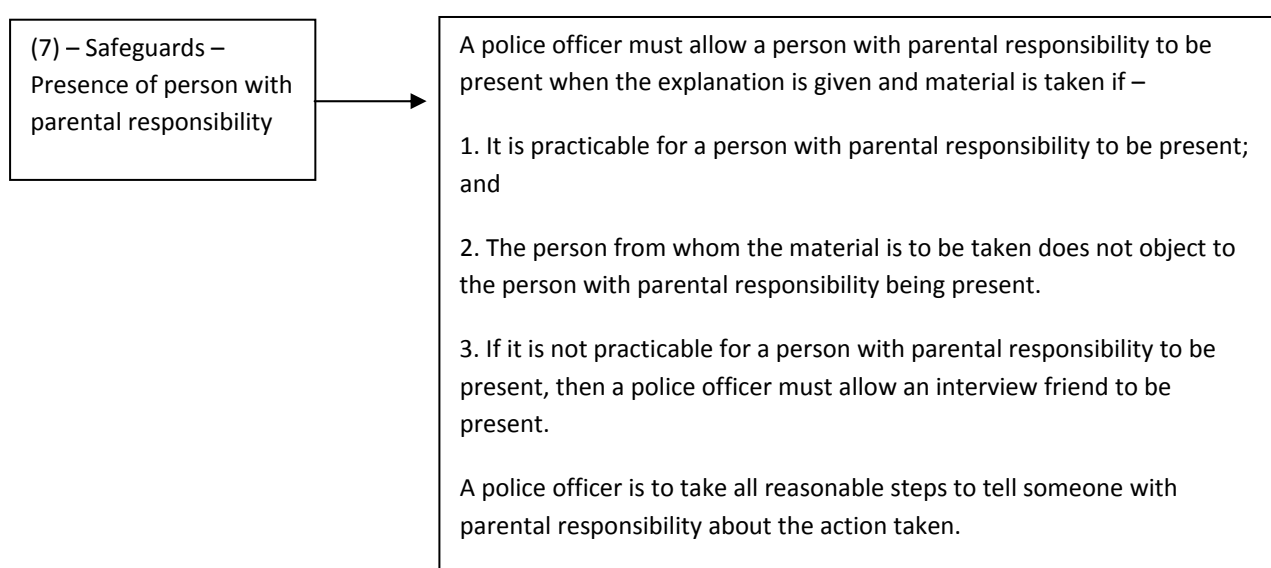 (7) – Safeguards –
Presence of person with
parental responsibility
A police officer must allow a person with parental responsibility to be
present when the explanation is given and material is taken if –
1. It is practicable for a person with parental responsibility to be present;
and
2. The person from whom the material is to be taken does not object to
the person with parental responsibility being present.
3. If it is not practicable for a person with parental responsibility to be
present, then a police officer must allow an interview friend to be
present.
A police officer is to take all reasonable steps to tell someone with
parental responsibility about the action taken.